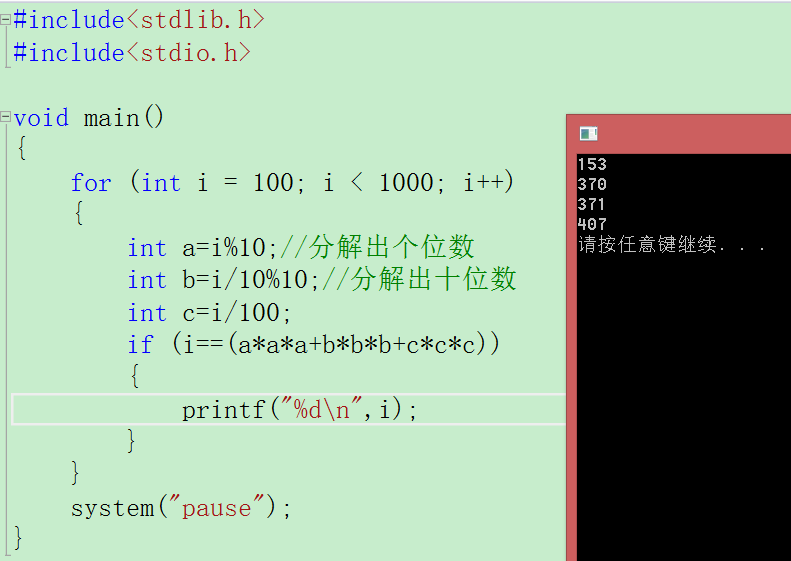 #include<stdlib.h>
#include<stdio.h>
void main()
{
for (int i = 100; i < 1000; i++)
{
int a=i%10;//分解出个位数
int b=i/10%10;//分解出十位数
int c=i/100;
if (i==(a*a*a+b*b*b+c*c*c))
{
printf("%d\n",i);
}
}
system("pause");
}
153
370
371
407
请按任意键继续. . .